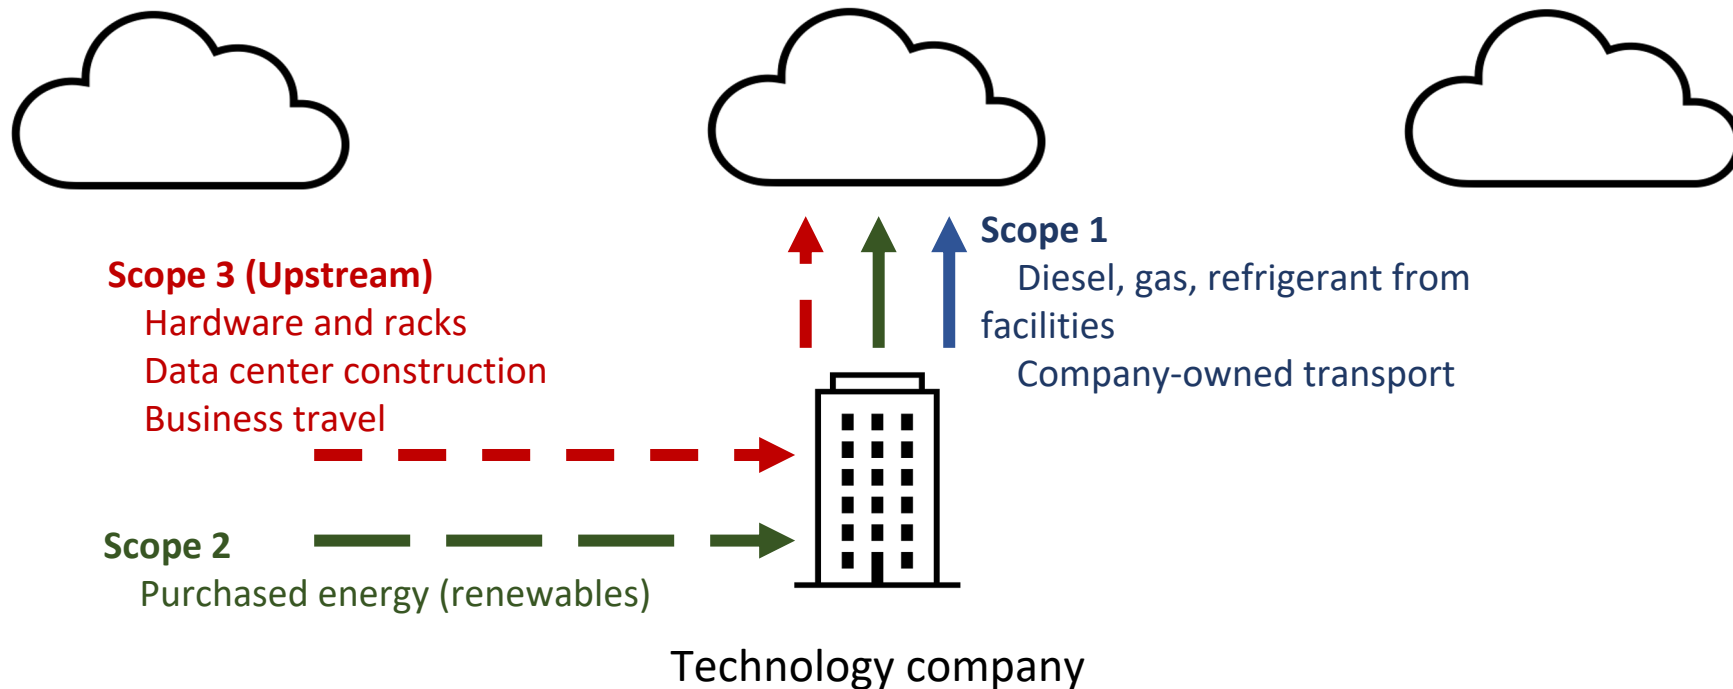 Scope 1
Diesel, gas, refrigerant from
facilities
Company-owned transport
Scope 3 (Upstream)
Hardware and racks
Data center construction
Business travel
Scope 2
Purchased energy (renewables)
Technology company